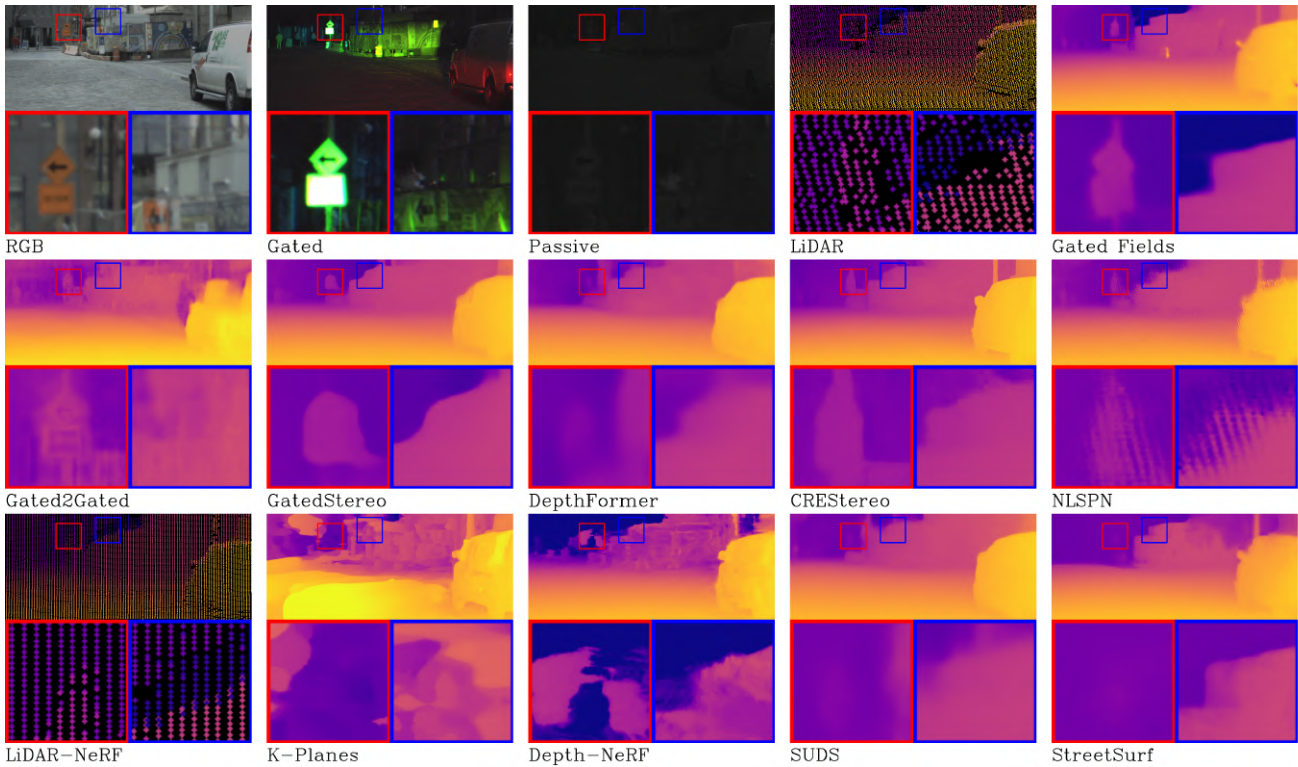 RGB
Gated
Passive
LiDAR
Gated Fields
Gated2Gated
GatedStereo
DepthFormer
CREStereo
NLSPN
LiDAR-NeRF
K-Planes
Depth-NeRF
SUDS
StreetSurf